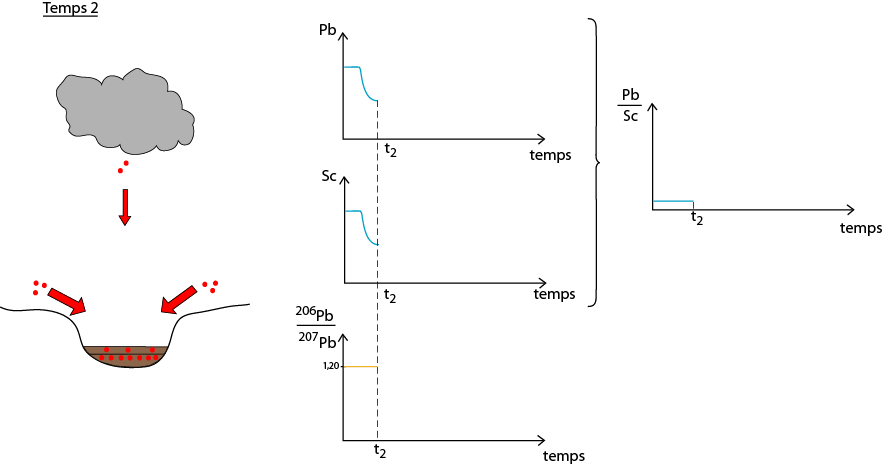 Temps 2
Pb
t2
temps
Sc
t2
temps
206Pb
207Pb
1,20
t2
temps
Pb
Sc
t2
temps